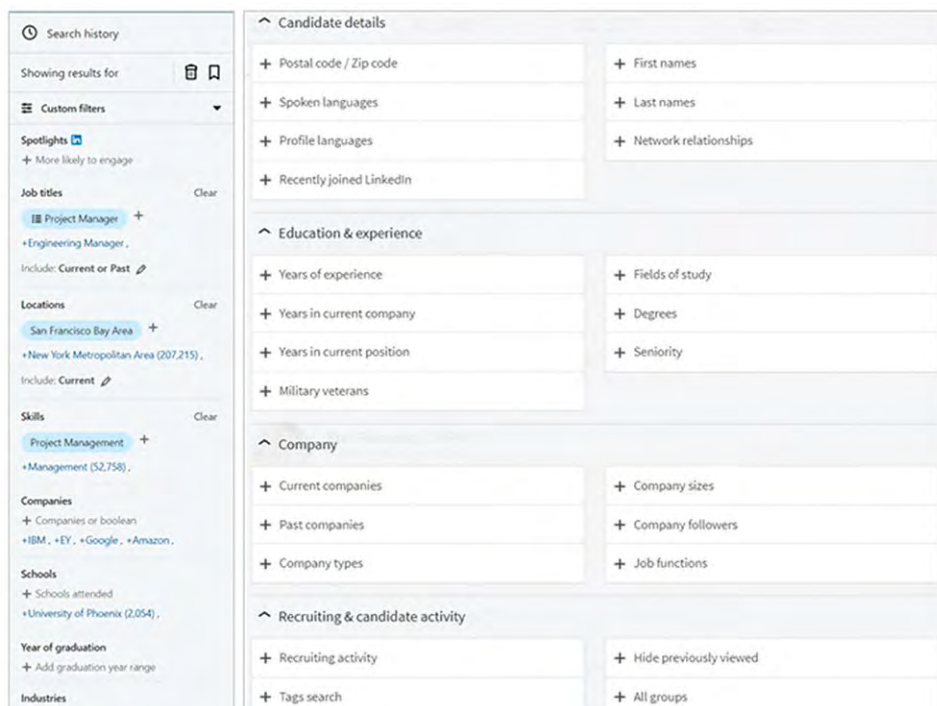 Search history
Showing results for
Custom filters
Spotlights in
+ More likely to engage
Job titles Clear
Project Manager +
+Engineering Manager ,
Include: Current or Past
Locations Clear
San Francisco Bay Area +
+New York Metropolitan Area (207,215) ,
Include: Current
Skills Clear
Project Management +
+Management (52,758) ,
Companies
+ Companies or boolean
+IBM , +EY , +Google , +Amazon ,
Schools
+ Schools attended
+University of Phoenix (2,054) ,
Year of graduation
+ Add graduation year range
Industries
Candidate details
+ Postal code / Zip code
+ First names
+ Spoken languages
+ Last names
+ Profile languages
+ Network relationships
+ Recently joined LinkedIn
Education & experience
+ Years of experience
+ Fields of study
+ Years in current company
+ Degrees
+ Years in current position
+ Seniority
+ Military veterans
Company
+ Current companies
+ Company sizes
+ Past companies
+ Company followers
+ Company types
+ Job functions
Recruiting & candidate activity
+ Recruiting activity
+ Hide previously viewed
+ Tags search
+ All groups